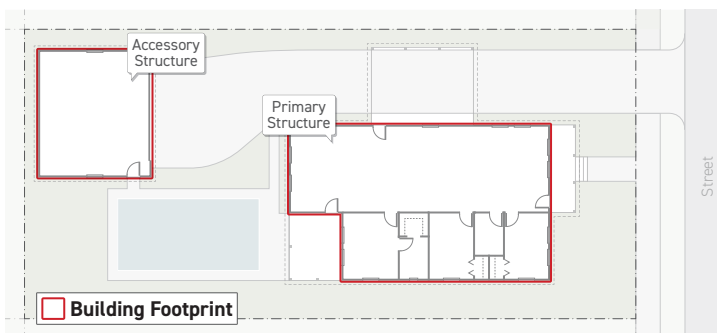 Accessory
Structure
Primary
Structure
Street
Building Footprint